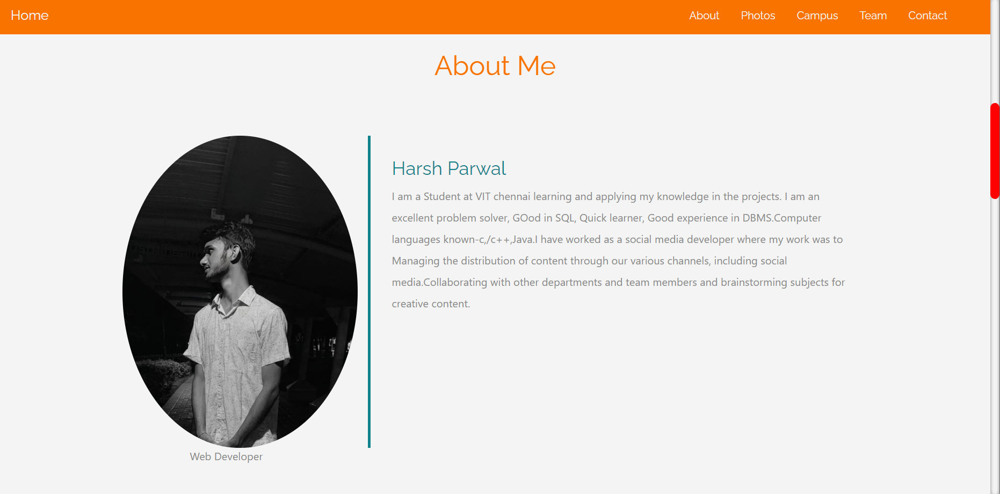 Home About Photos Campus Team Contact
About Me
Harsh Parwal
I am a Student at VIT chennai learning and applying my knowledge in the projects. I am an
excellent problem solver, GOod in SQL, Quick learner, Good experience in DBMS.Computer
languages known-c,/c++,Java.I have worked as a social media developer where my work was to
Managing the distribution of content through our various channels, including social
media.Collaborating with other departments and team members and brainstorming subjects for
creative content.
Web Developer